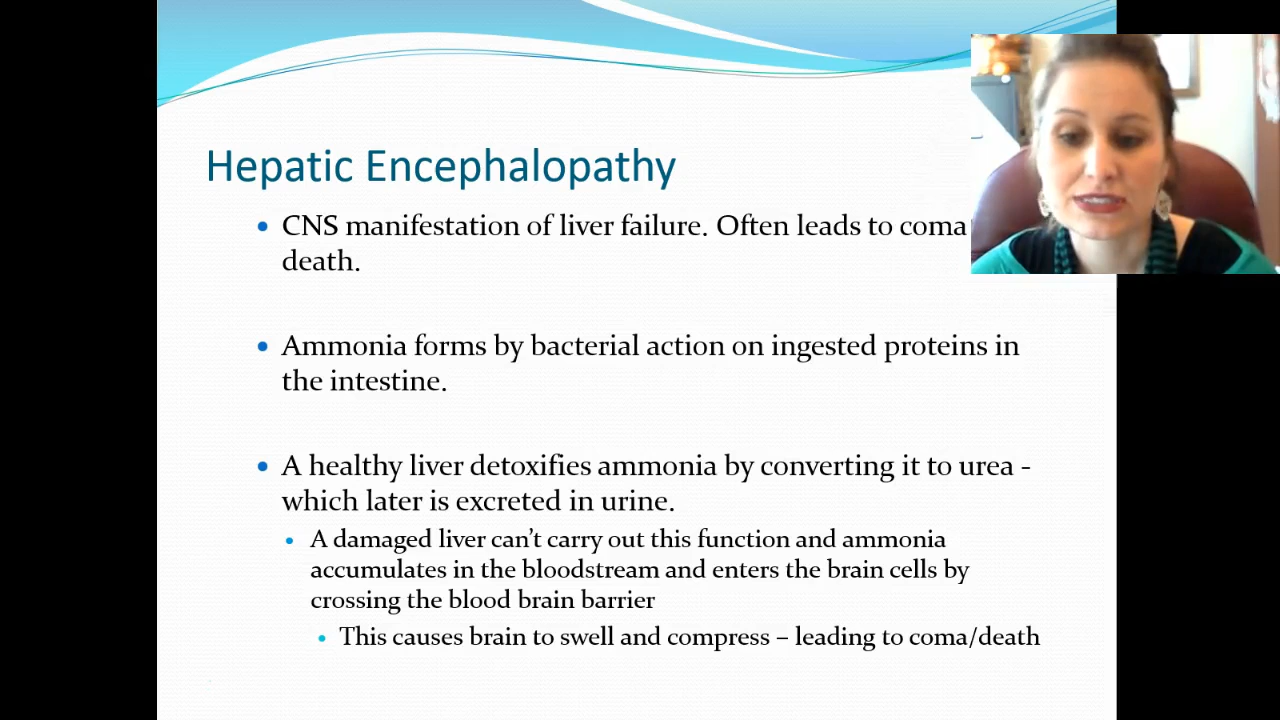 Hepatic Encephalopathy
• CNS manifestation of liver failure. Often leads to coma
death.
• Ammonia forms by bacterial action on ingested proteins in
the intestine.
• A healthy liver detoxifies ammonia by converting it to urea -
which later is excreted in urine.
• A damaged liver can't carry out this function and ammonia
accumulates in the bloodstream and enters the brain cells by
crossing the blood brain barrier
• This causes brain to swell and compress – leading to coma/death